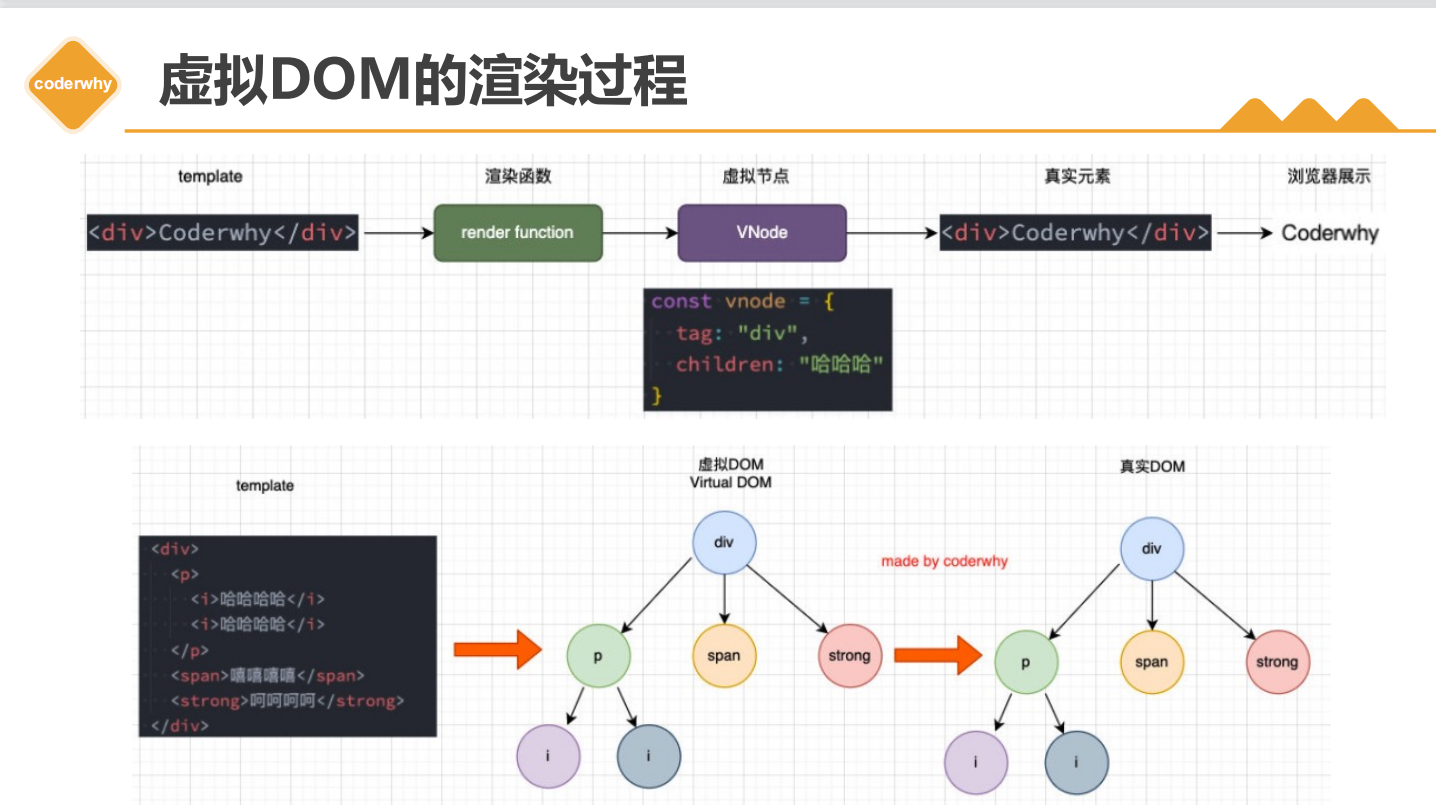 coderwhy
虚拟DOM的渲染过程
template
渲染函数
虚拟节点
真实元素
浏览器展示
<div>Coderwhy</div>
render function
VNode
<div>Coderwhy</div>
Coderwhy
const vnode = {
tag: "div",
children: "哈哈哈"
}
template
虚拟DOM
Virtual DOM
真实DOM
<div>
<p>
<i>哈哈哈哈</i>
<i>哈哈哈哈</i>
</p>
<span>嘻嘻嘻嘻</span>
<strong>呵呵呵呵</strong>
</div>
div
p
span
strong
i
i
made by coderwhy
div
p
span
strong
i
i